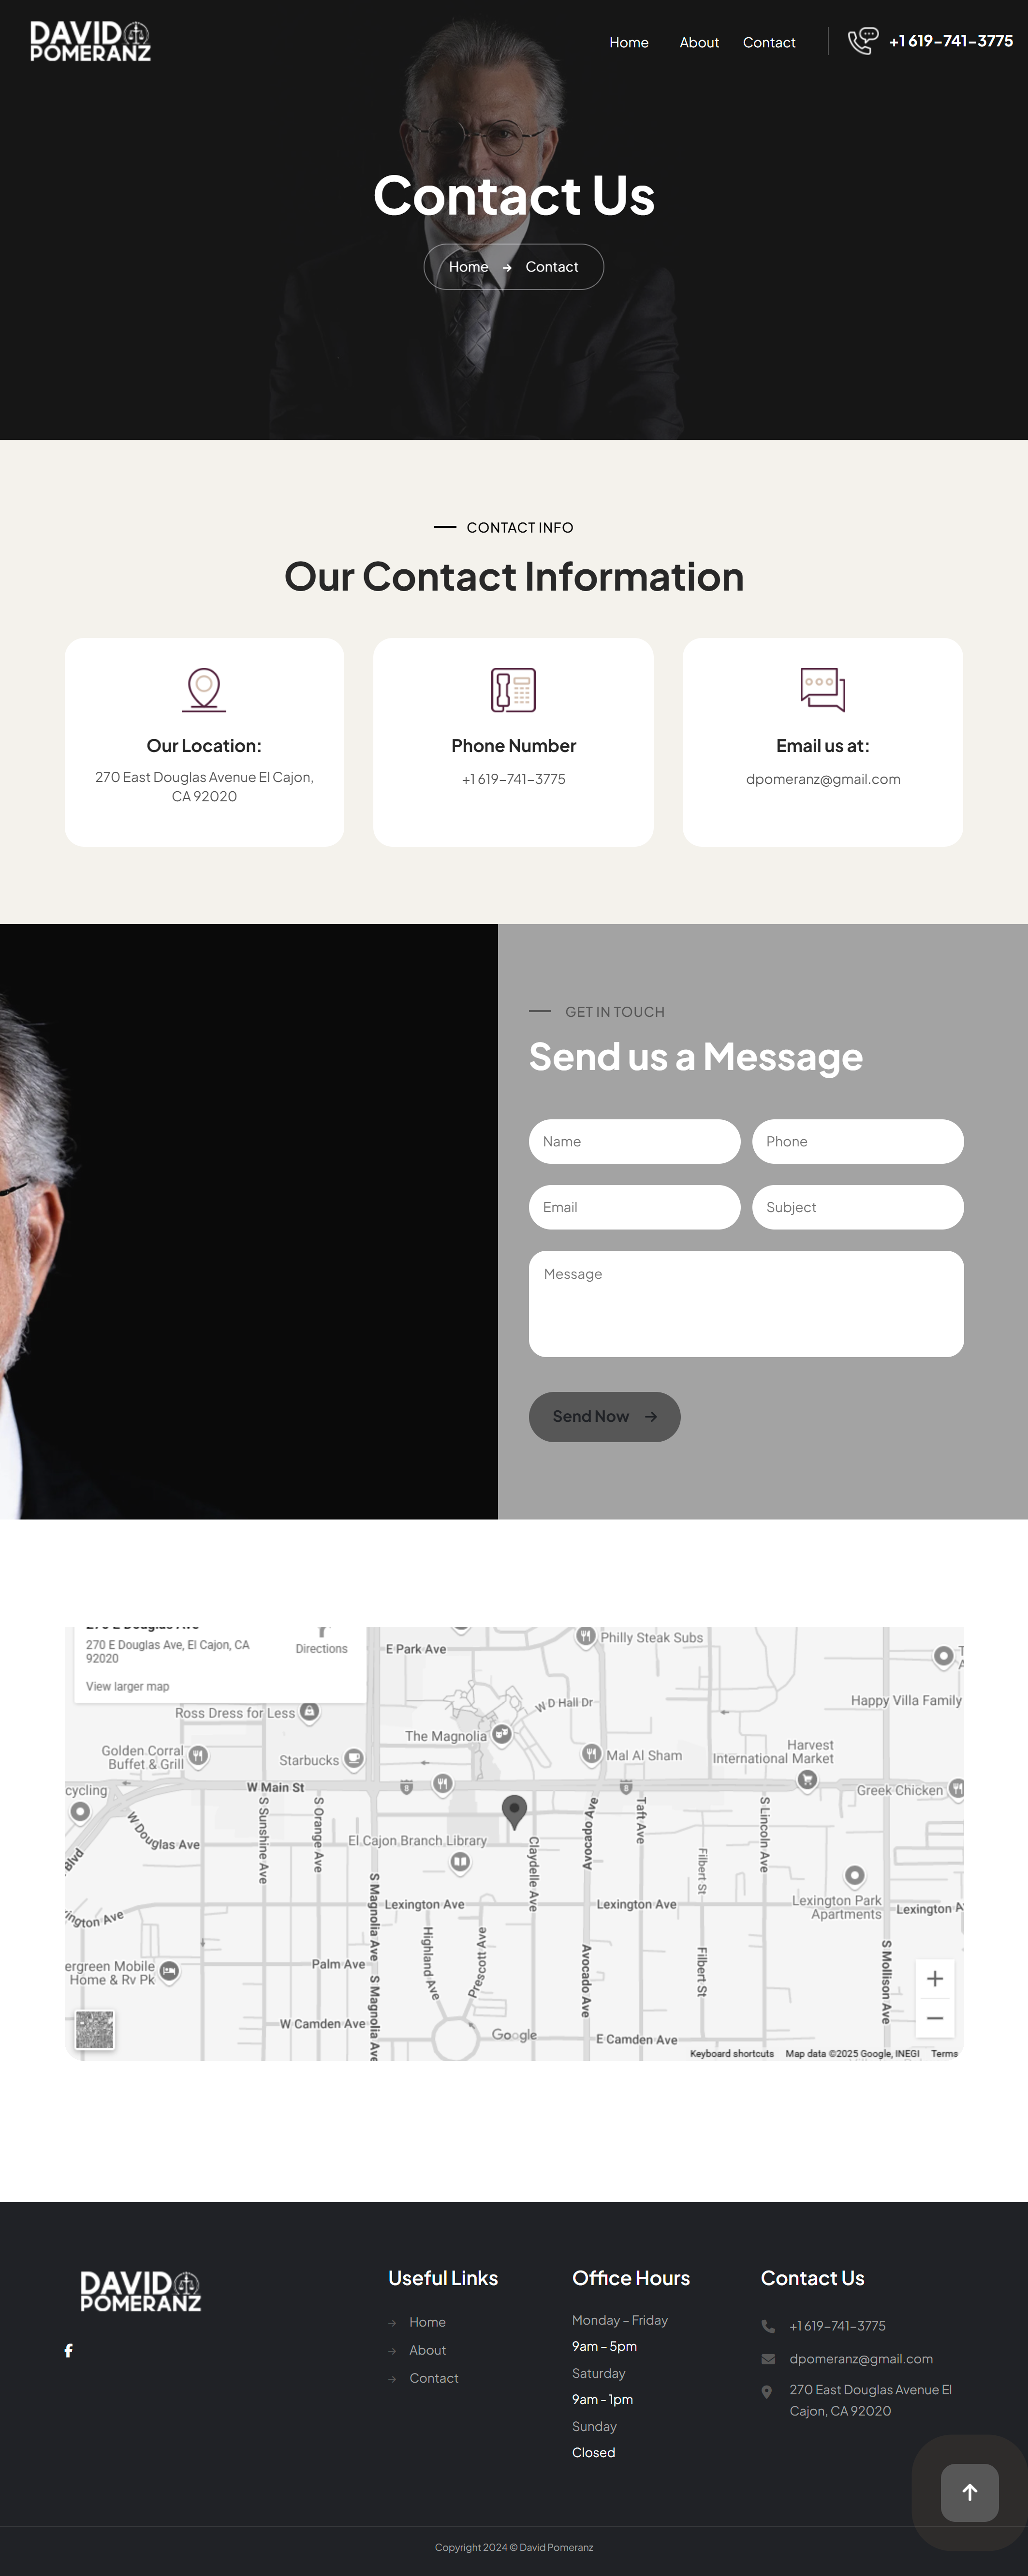 DAVID
POMERANZ
Home About Contact +1 619-741-3775
Contact Us
Home → Contact
CONTACT INFO
Our Contact Information
Our Location:
270 East Douglas Avenue El Cajon,
CA 92020
Phone Number
+1 619-741-3775
Email us at:
dpomeranz@gmail.com
GET IN TOUCH
Send us a Message
Name Phone
Email Subject
Message
Send Now →
270 E Douglas Ave, El Cajon, CA
92020
Directions
View larger map
E Park Ave
Philly Steak Subs
Ross Dress for Less
W D Hall Dr
Happy Villa Family
The Magnolia
Golden Corral
Buffet & Grill
Starbucks
Mal Al Sham
Harvest
International Market
cycling
W Main St
8
8
Greek Chicken
W Douglas Ave
Blvd
S Sunshine Ave
S Orange Ave
El Cajon Branch Library
Claydelle Ave
Avocado Ave
Taft Ave
Filbert St
S Lincoln Ave
Lexington Park
Apartments
ington Ave
S Magnolia Ave
Lexington Ave
Lexington Ave
Lexington A
ergreen Mobile
Home & Rv Pk
Palm Ave
Highland Ave
Prescott Ave
Avocado Ave
Filbert St
S Mollison Ave
W Camden Ave
S Magnolia Ave
Google
E Camden Ave
Keyboard shortcuts Map data ©2025 Google, INEGI Terms
DAVID
POMERANZ
Useful Links
Home
About
Contact
Office Hours
Monday – Friday
9am – 5pm
Saturday
9am - 1pm
Sunday
Closed
Contact Us
+1 619-741-3775
dpomeranz@gmail.com
270 East Douglas Avenue El
Cajon, CA 92020
Copyright 2024 © David Pomeranz